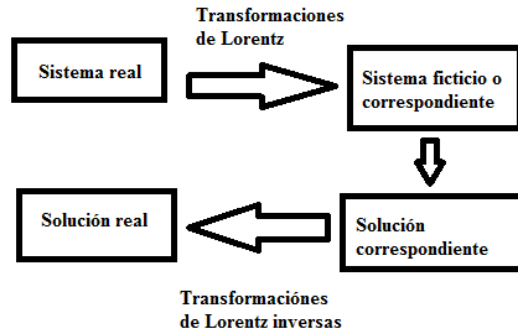 Transformaciones
de Lorentz
Sistema real
Sistema ficticio o
correspondiente
Solución real
Solución
correspondiente
Transformaciónes
de Lorentz inversas